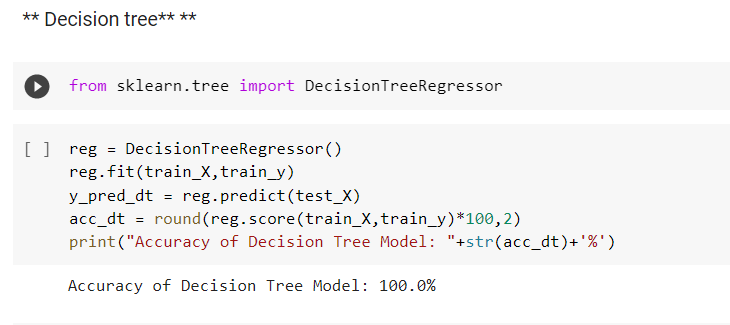 ** Decision tree** **
from sklearn.tree import DecisionTreeRegressor
[ ] reg = DecisionTreeRegressor()
reg.fit(train_X,train_y)
y_pred_dt = reg.predict(test_X)
acc_dt = round(reg.score(train_X,train_y)*100,2)
print("Accuracy of Decision Tree Model: "+str(acc_dt)+'%')
Accuracy of Decision Tree Model: 100.0%